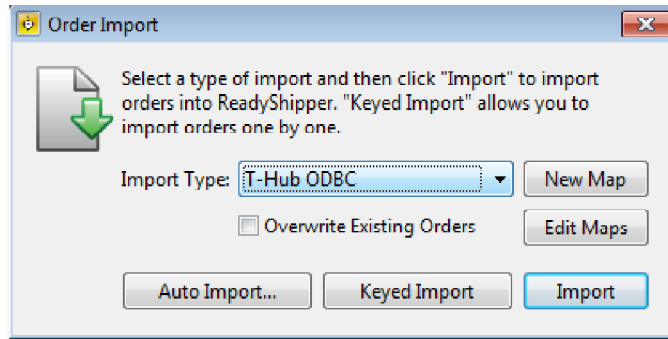 Order Import
Select a type of import and then click "Import" to import
orders into ReadyShipper. "Keyed Import" allows you to
import orders one by one.
Import Type: T-Hub ODBC New Map
Overwrite Existing Orders Edit Maps
Auto Import... Keyed Import Import